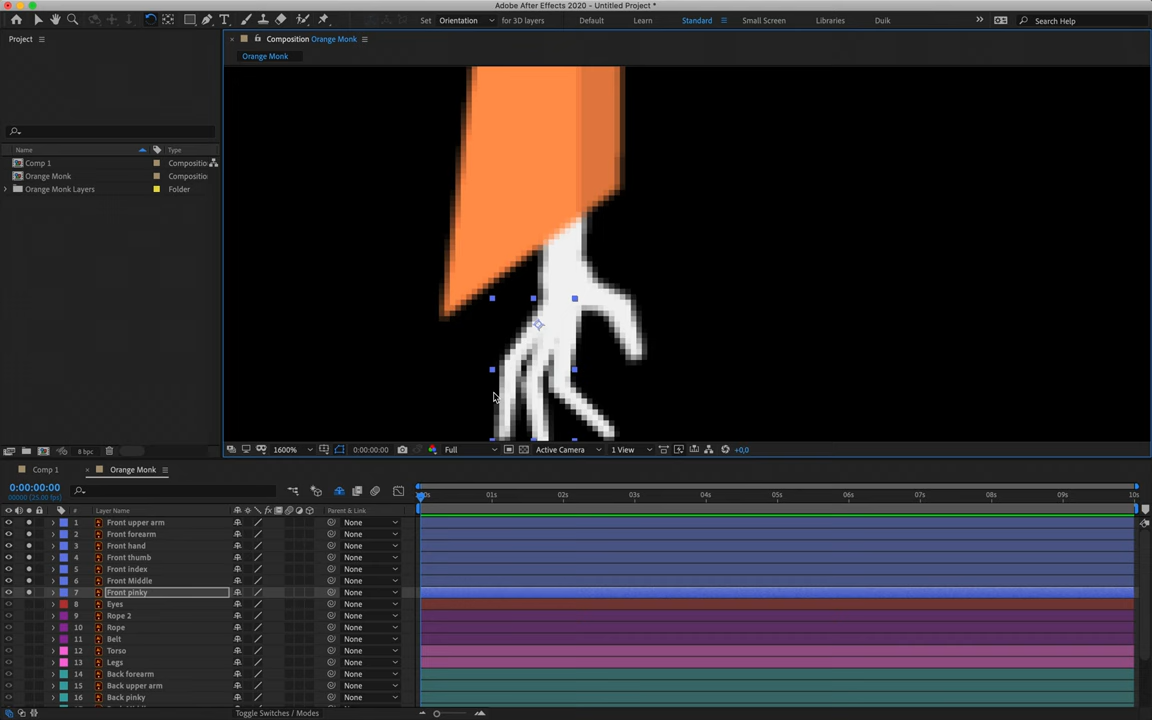 Adobe After Effects 2020 - Untitled Project *
Set Orientation for 3D layers Default Learn Standard Small Screen Libraries Duik Search Help
Project
Composition Orange Monk
Orange Monk
Name Type
Comp 1 Compositio
Orange Monk Compositio
Orange Monk Layers Folder
8 bpc
1600% 0:00:00:00 Full Active Camera 1 View +0,0
Comp 1 Orange Monk
0:00:00:00
00000 (25.00 fps)
# Layer Name Parent & Link
01s 02s 03s 04s 05s 06s 07s 08s 09s 10s
1 Front upper arm None
2 Front forearm None
3 Front hand None
4 Front thumb None
5 Front index None
6 Front Middle None
7 Front pinky None
8 Eyes None
9 Rope 2 None
10 Rope None
11 Belt None
12 Torso None
13 Legs None
14 Back forearm None
15 Back upper arm None
16 Back pinky None
Toggle Switches / Modes